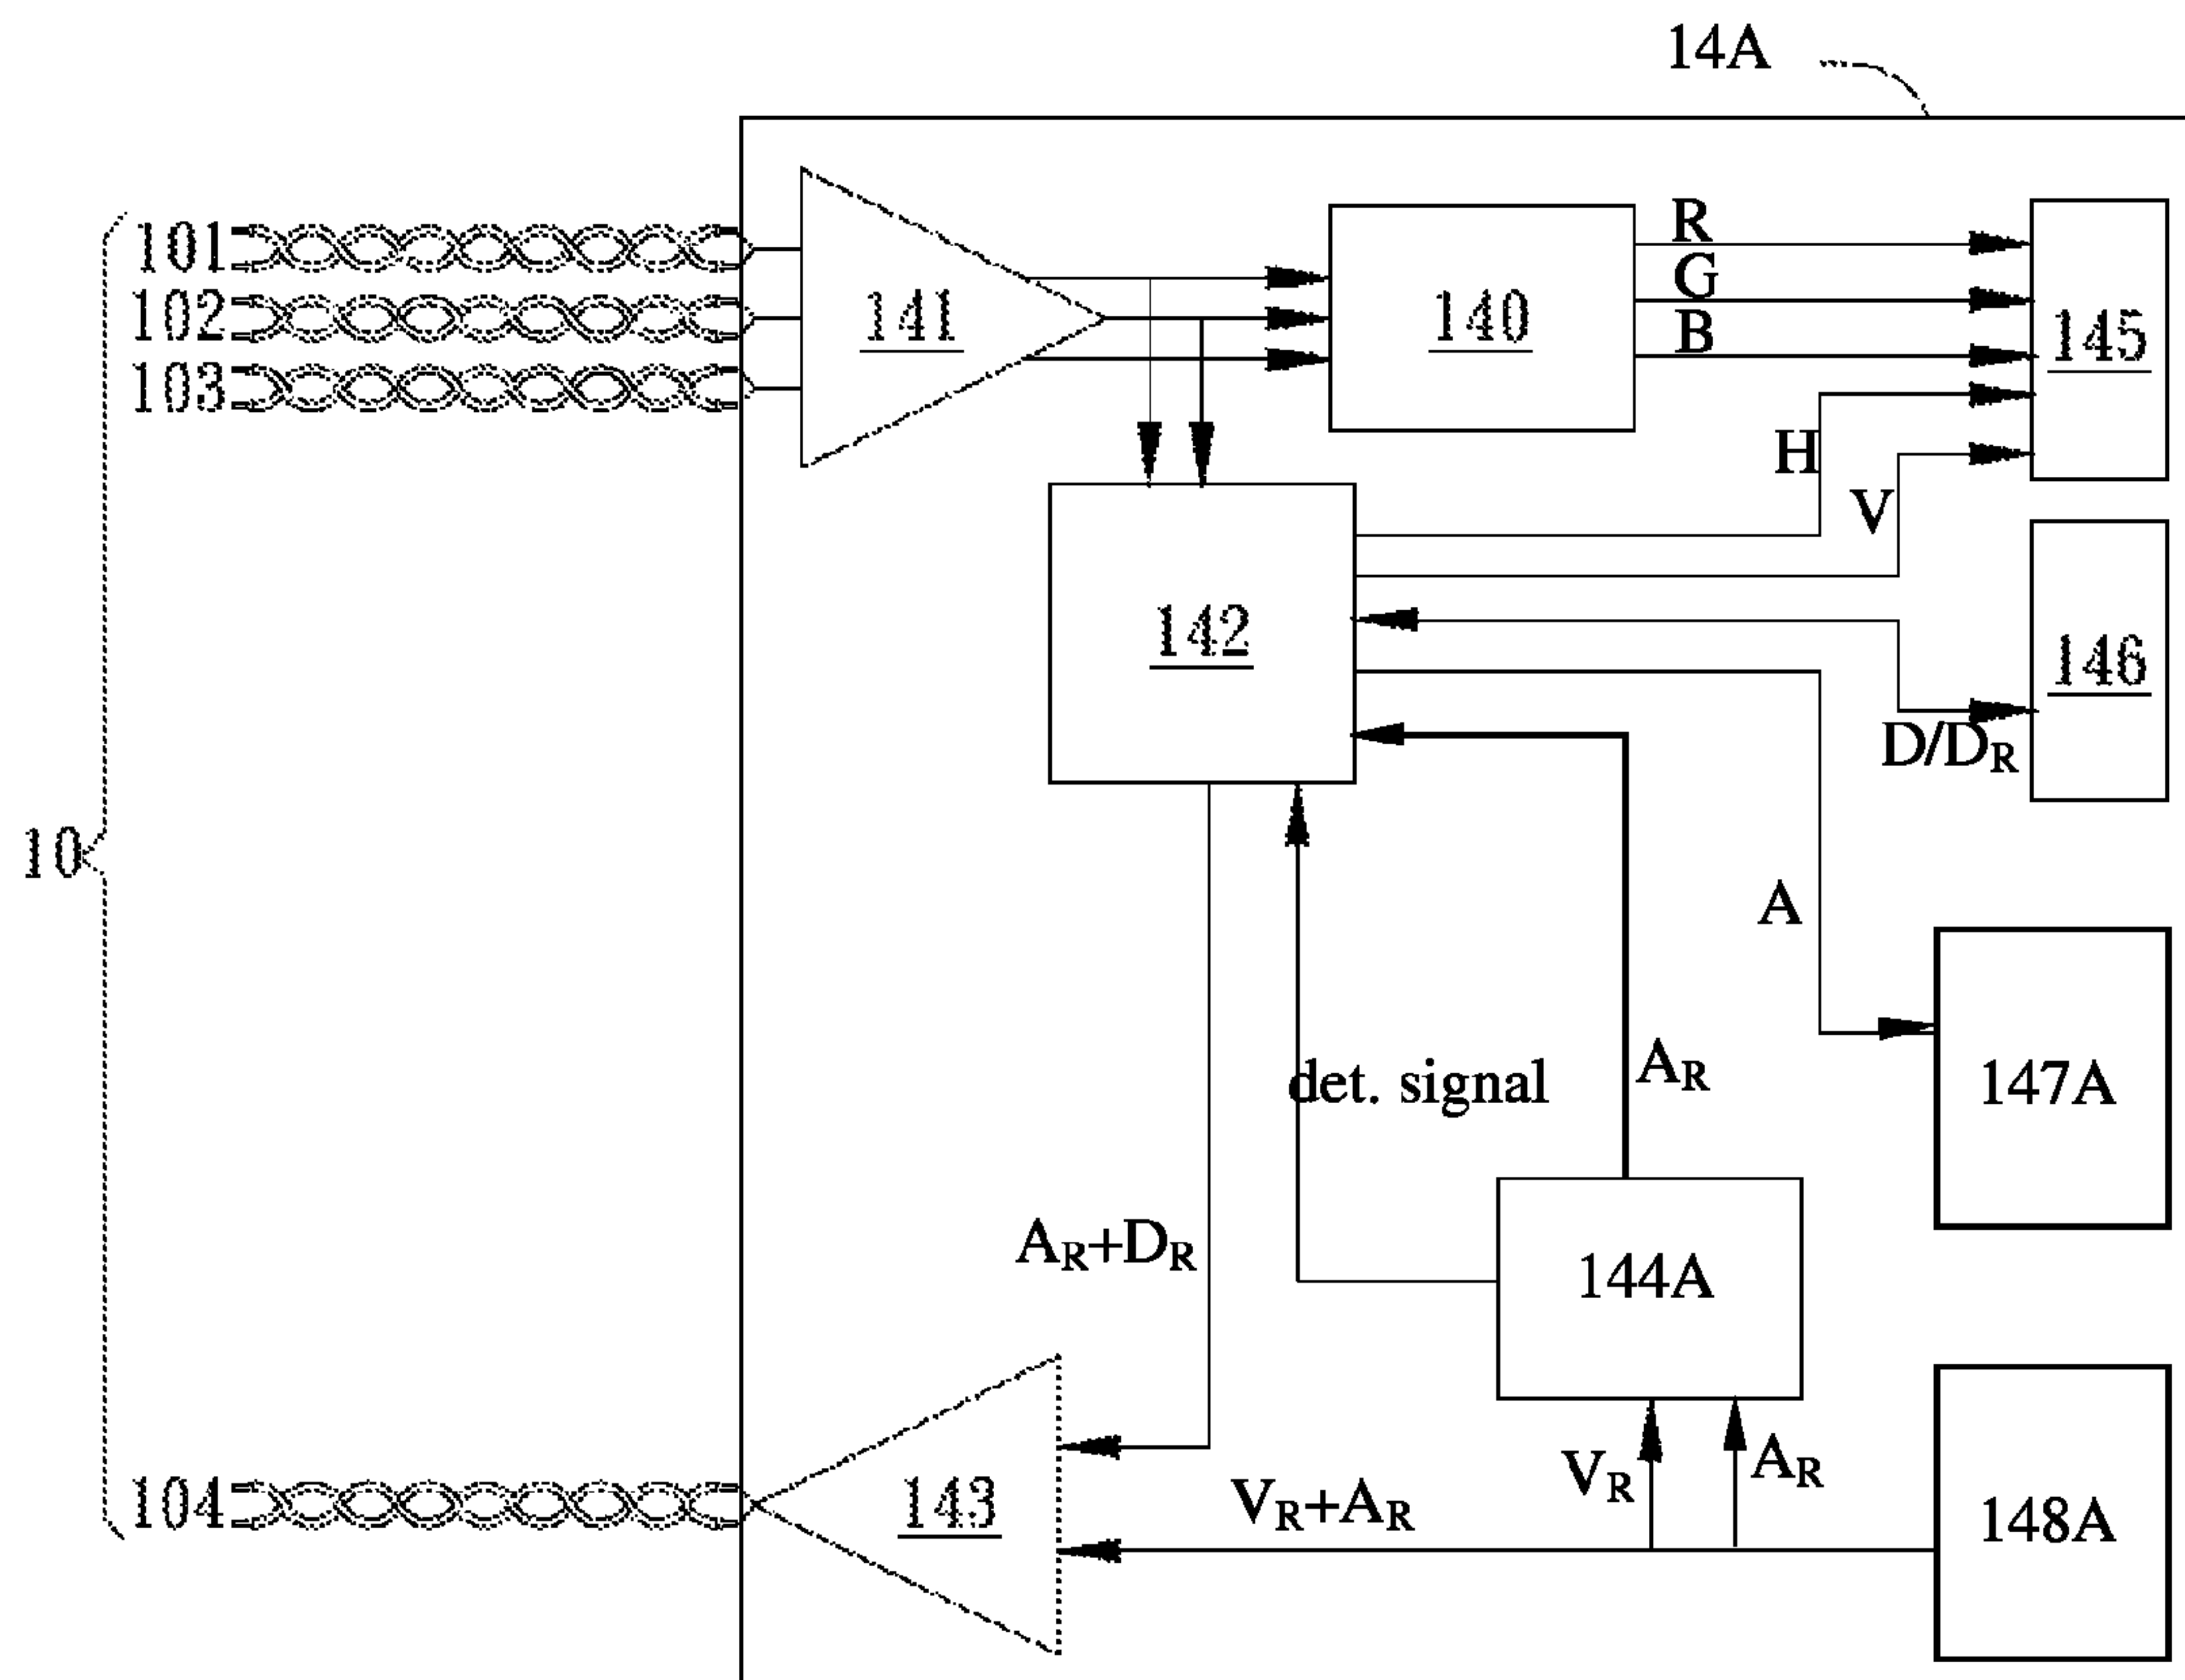 14A
101
102
103
10
104
141
140
R
G
B
145
H
V
142
146
D/DR
A
147A
det. signal
AR
AR+DR
144A
143
VR+AR
VR
AR
148A